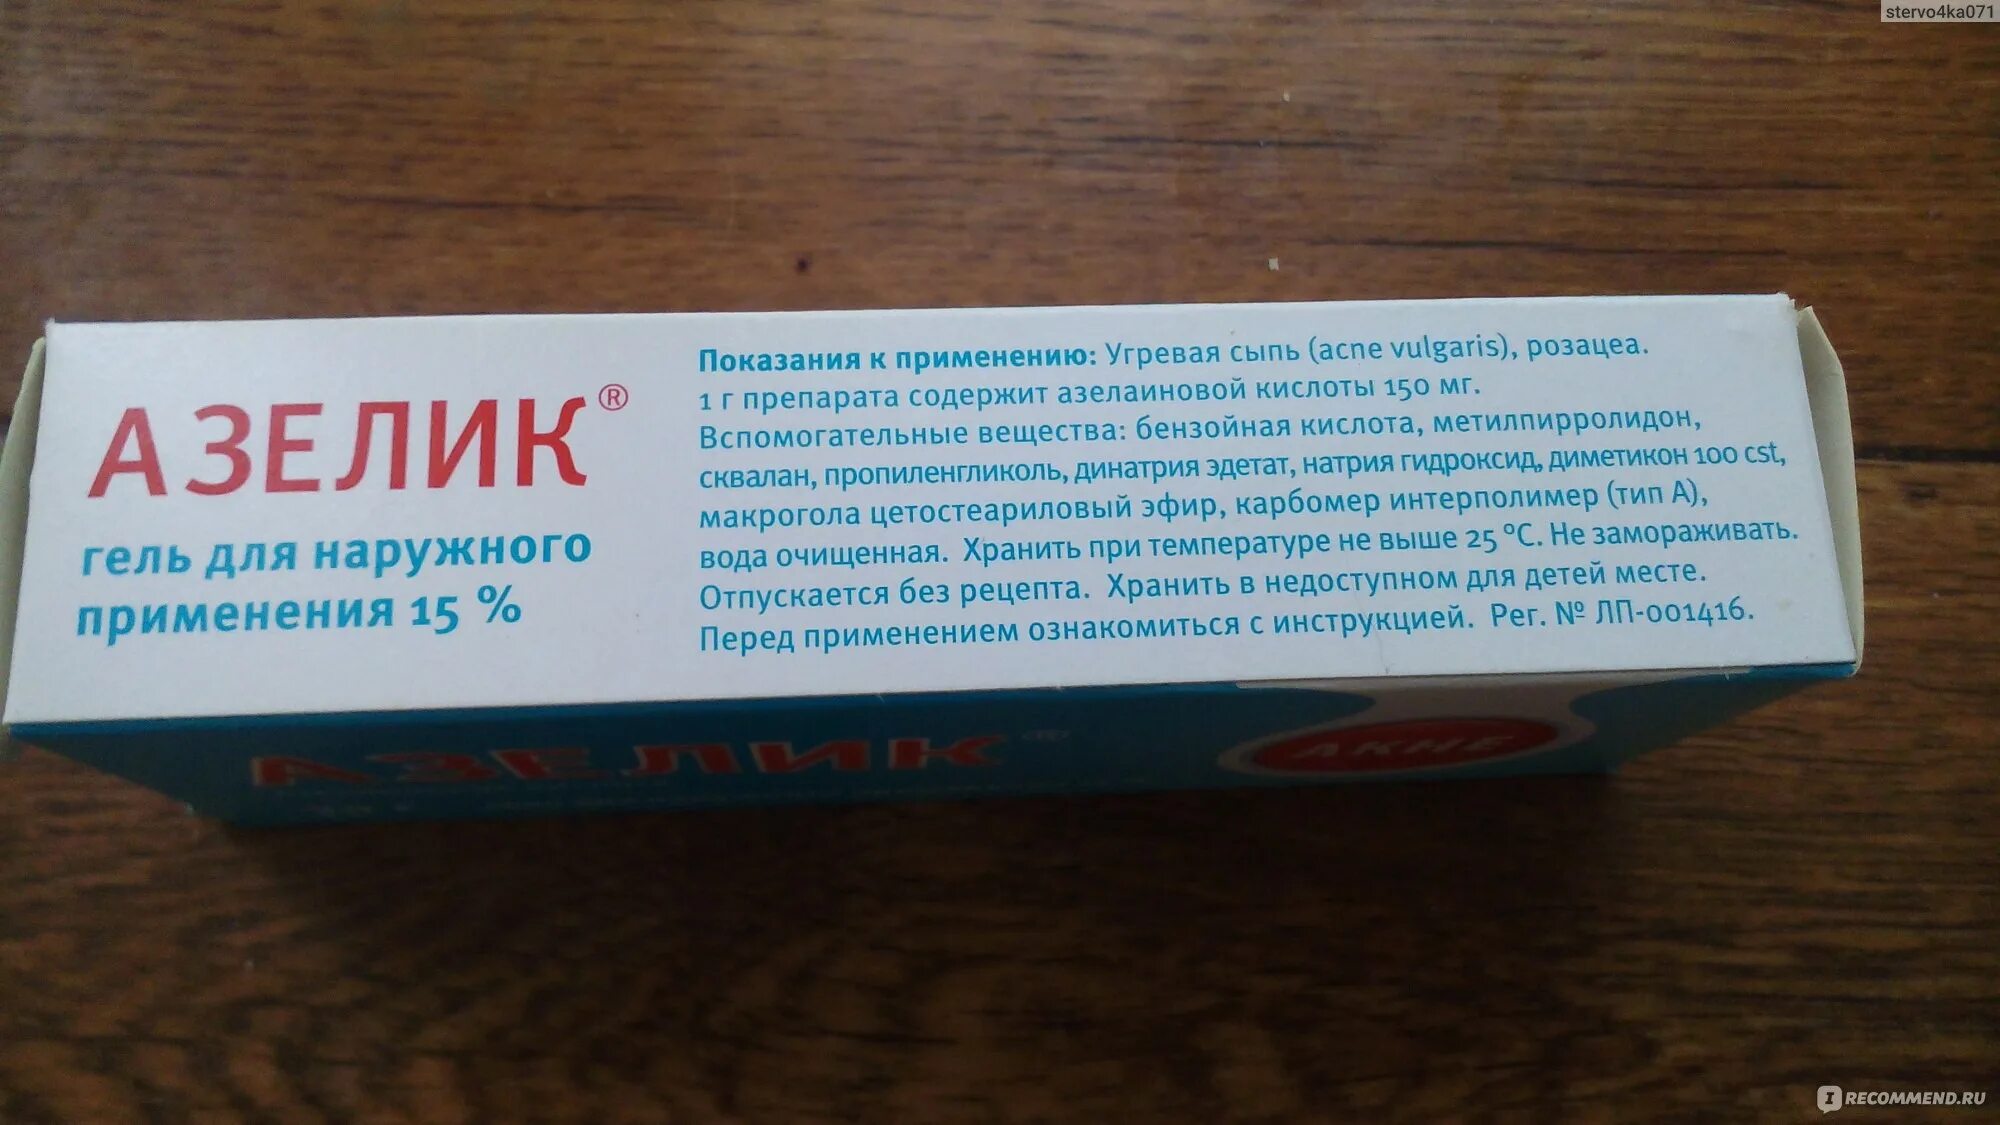 stervo4ka071
АЗЕЛИК®
гель для наружного
применения 15 %
Показания к применению: Угревая сыпь (acne vulgaris), розацеа.
1 г препарата содержит азелаиновой кислоты 150 мг.
Вспомогательные вещества: бензойная кислота, метилпирролидон,
сквалан, пропиленгликоль, динатрия эдетат, натрия гидроксид, диметикон 100 cst,
макрогола цетостеариловый эфир, карбомер интерполимер (тип А),
вода очищенная. Хранить при температуре не выше 25 °С. Не замораживать.
Отпускается без рецепта. Хранить в недоступном для детей месте.
Перед применением ознакомиться с инструкцией. Рег. № ЛП-001416.
АЗЕЛИК®
АКНЕ
IRECOMMEND.RU